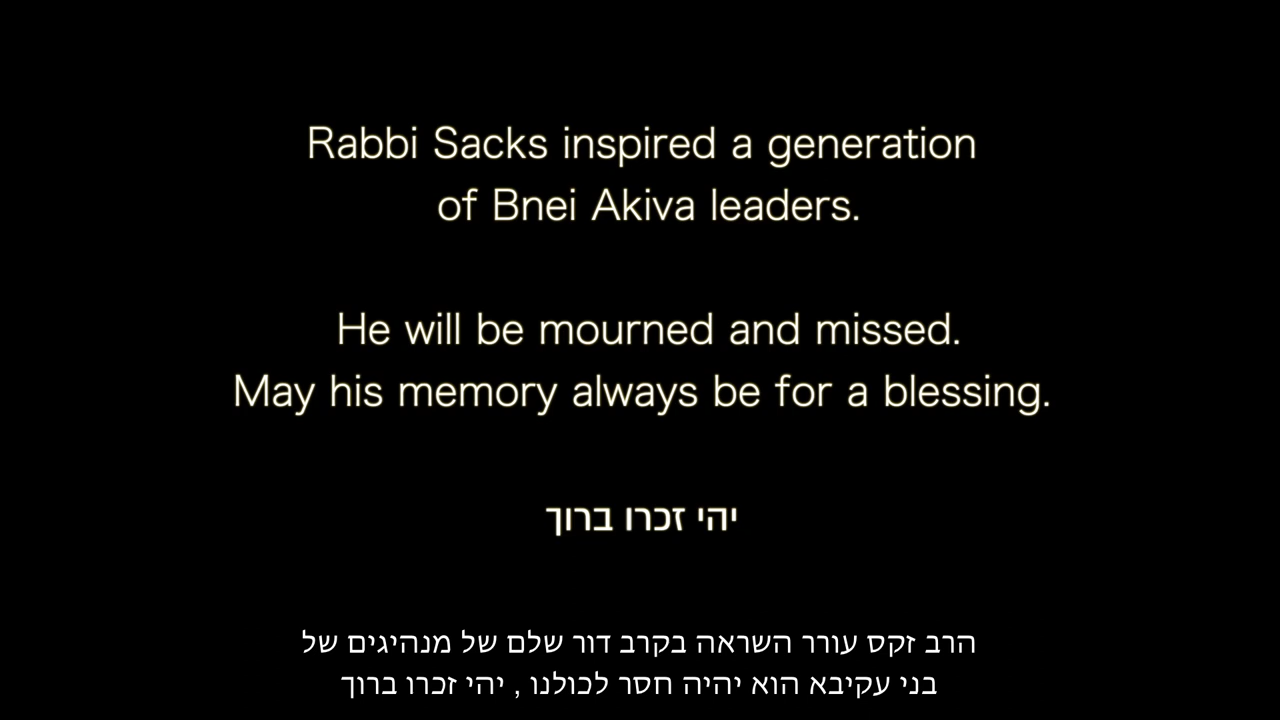 Rabbi Sacks inspired a generation
of Bnei Akiva leaders.
He will be mourned and missed.
May his memory always be for a blessing.
יהי זכרו ברוך
הרב זקס עורר השראה בקרב דור שלם של מנהיגים של
בני עקיבא הוא יהיה חסר לכולנו , יהי זכרו ברוך